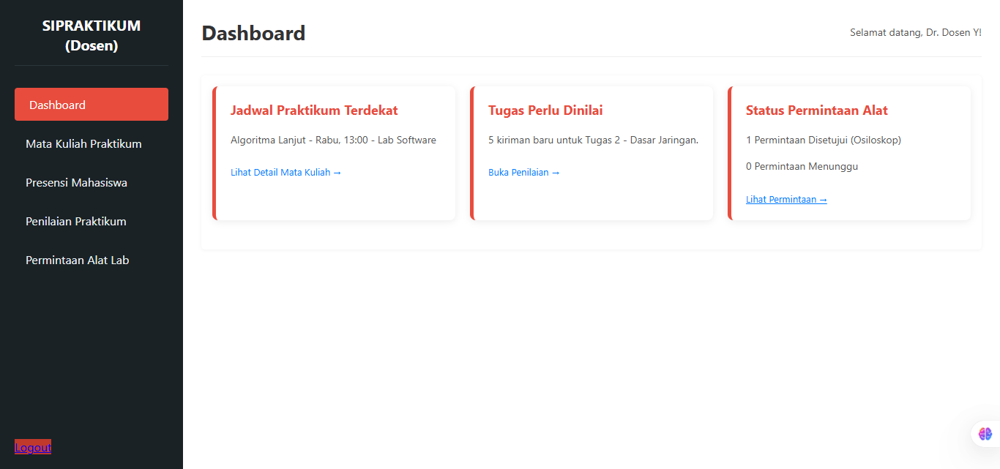 SIPRAKTIKUM
(Dosen)
Dashboard
Mata Kuliah Praktikum
Presensi Mahasiswa
Penilaian Praktikum
Permintaan Alat Lab
Logout
Dashboard
Selamat datang, Dr. Dosen Y!
Jadwal Praktikum Terdekat
Algoritma Lanjut - Rabu, 13:00 - Lab Software
Lihat Detail Mata Kuliah →
Tugas Perlu Dinilai
5 kiriman baru untuk Tugas 2 - Dasar Jaringan.
Buka Penilaian →
Status Permintaan Alat
1 Permintaan Disetujui (Osiloskop)
0 Permintaan Menunggu
Lihat Permintaan →